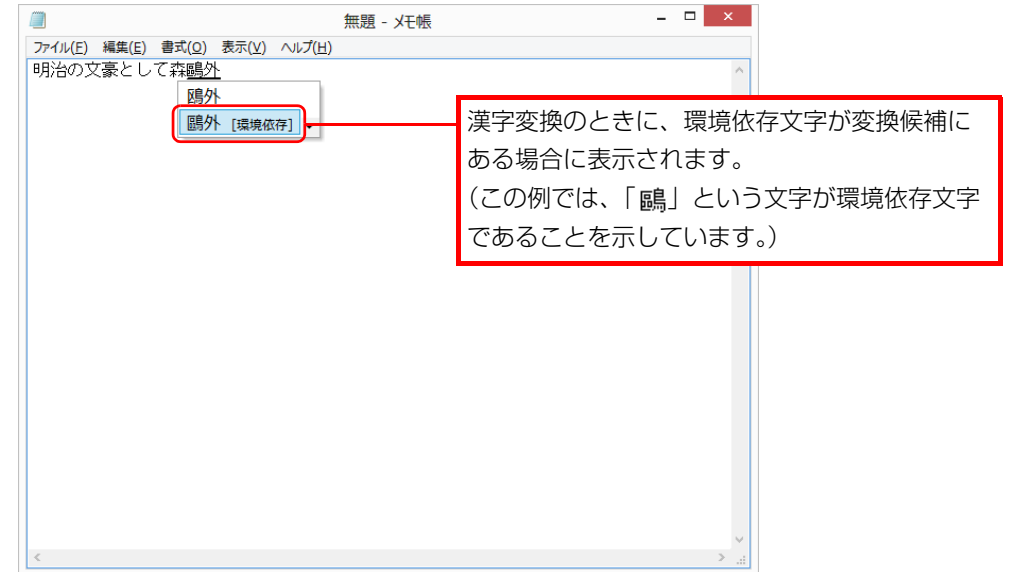 無題 - メモ帳
ファイル(F) 編集(E) 書式(O) 表示(V) ヘルプ(H)
明治の文豪として森鷗外
鴎外
鷗外 [環境依存]
漢字変換のときに、環境依存文字が変換候補に
ある場合に表示されます。
(この例では、「鷗」という文字が環境依存文字
であることを示しています。)